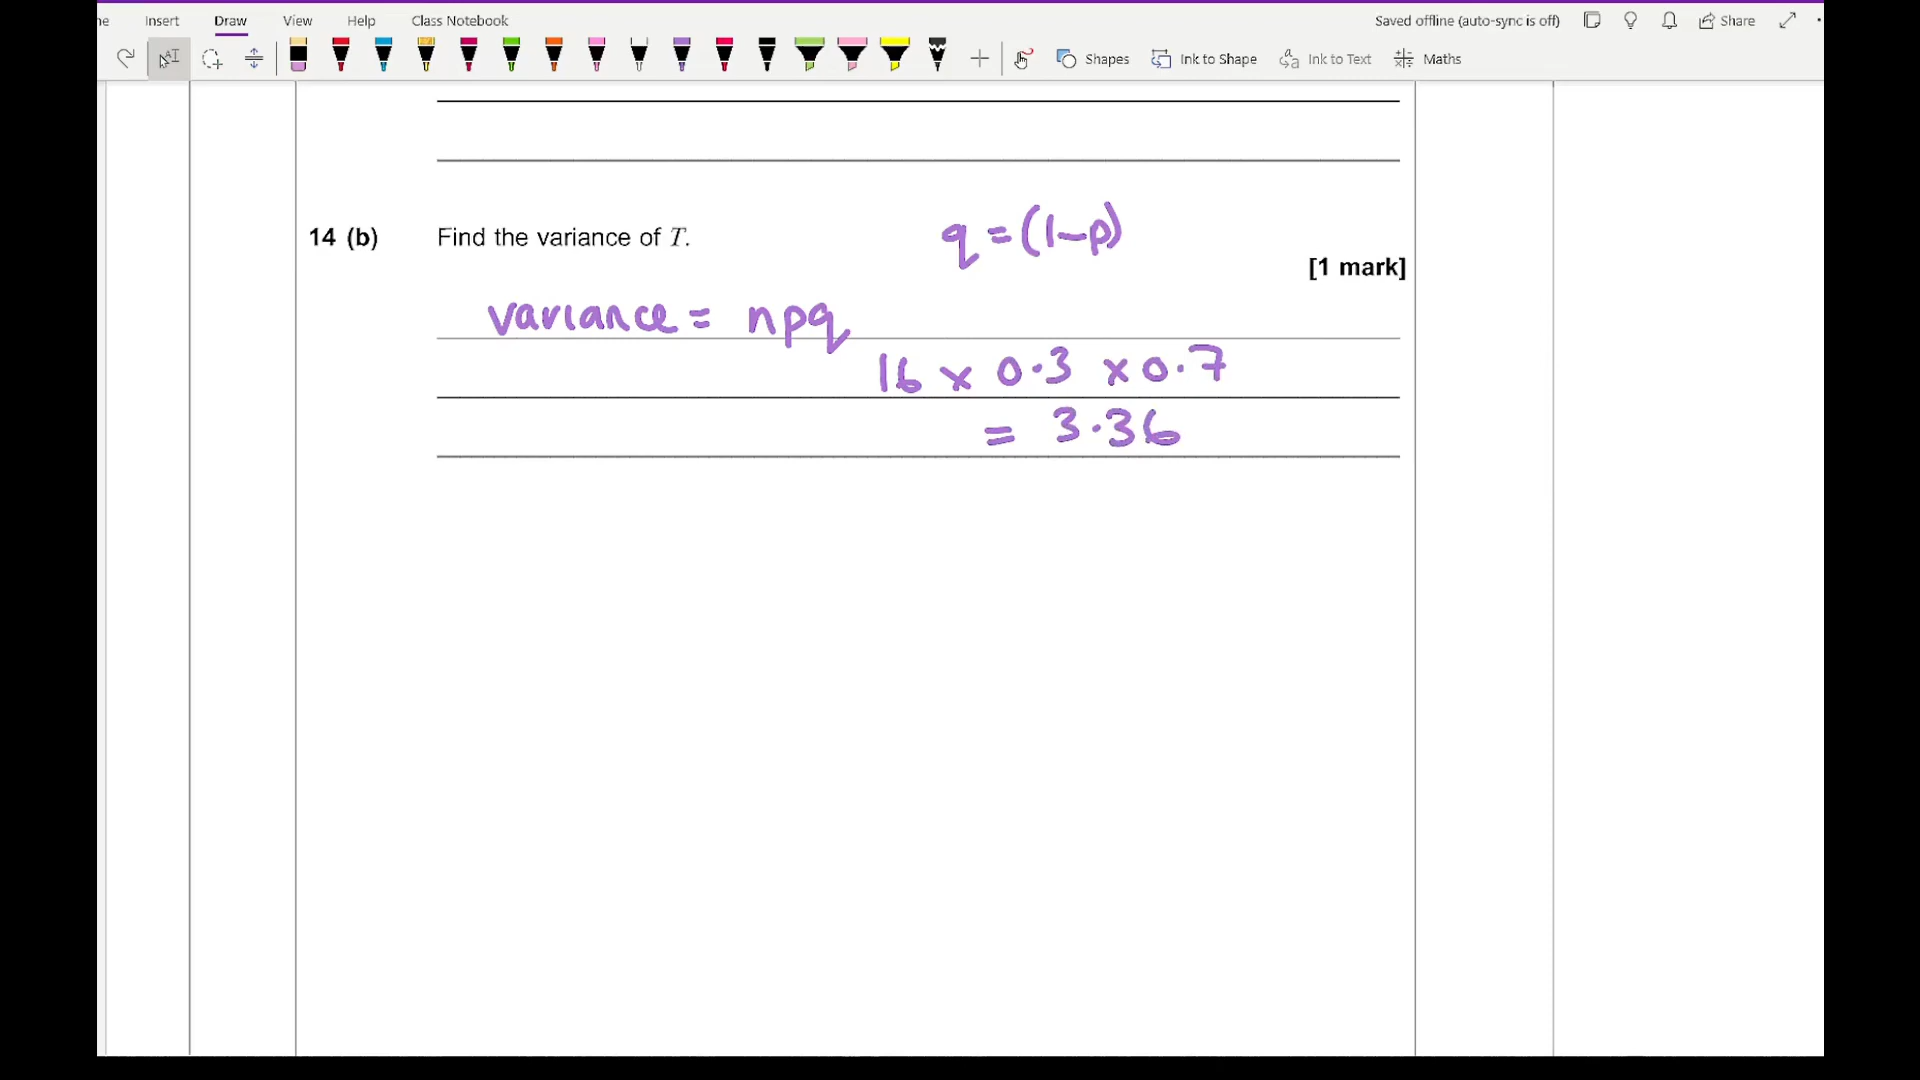 Insert Draw View Help Class Notebook Saved offline (auto-sync is off) Share
Shapes Ink to Shape Ink to Text Maths
14 (b) Find the variance of T. q = (1-p)
[1 mark]
variance = npq
16 x 0.3 x 0.7
= 3.36